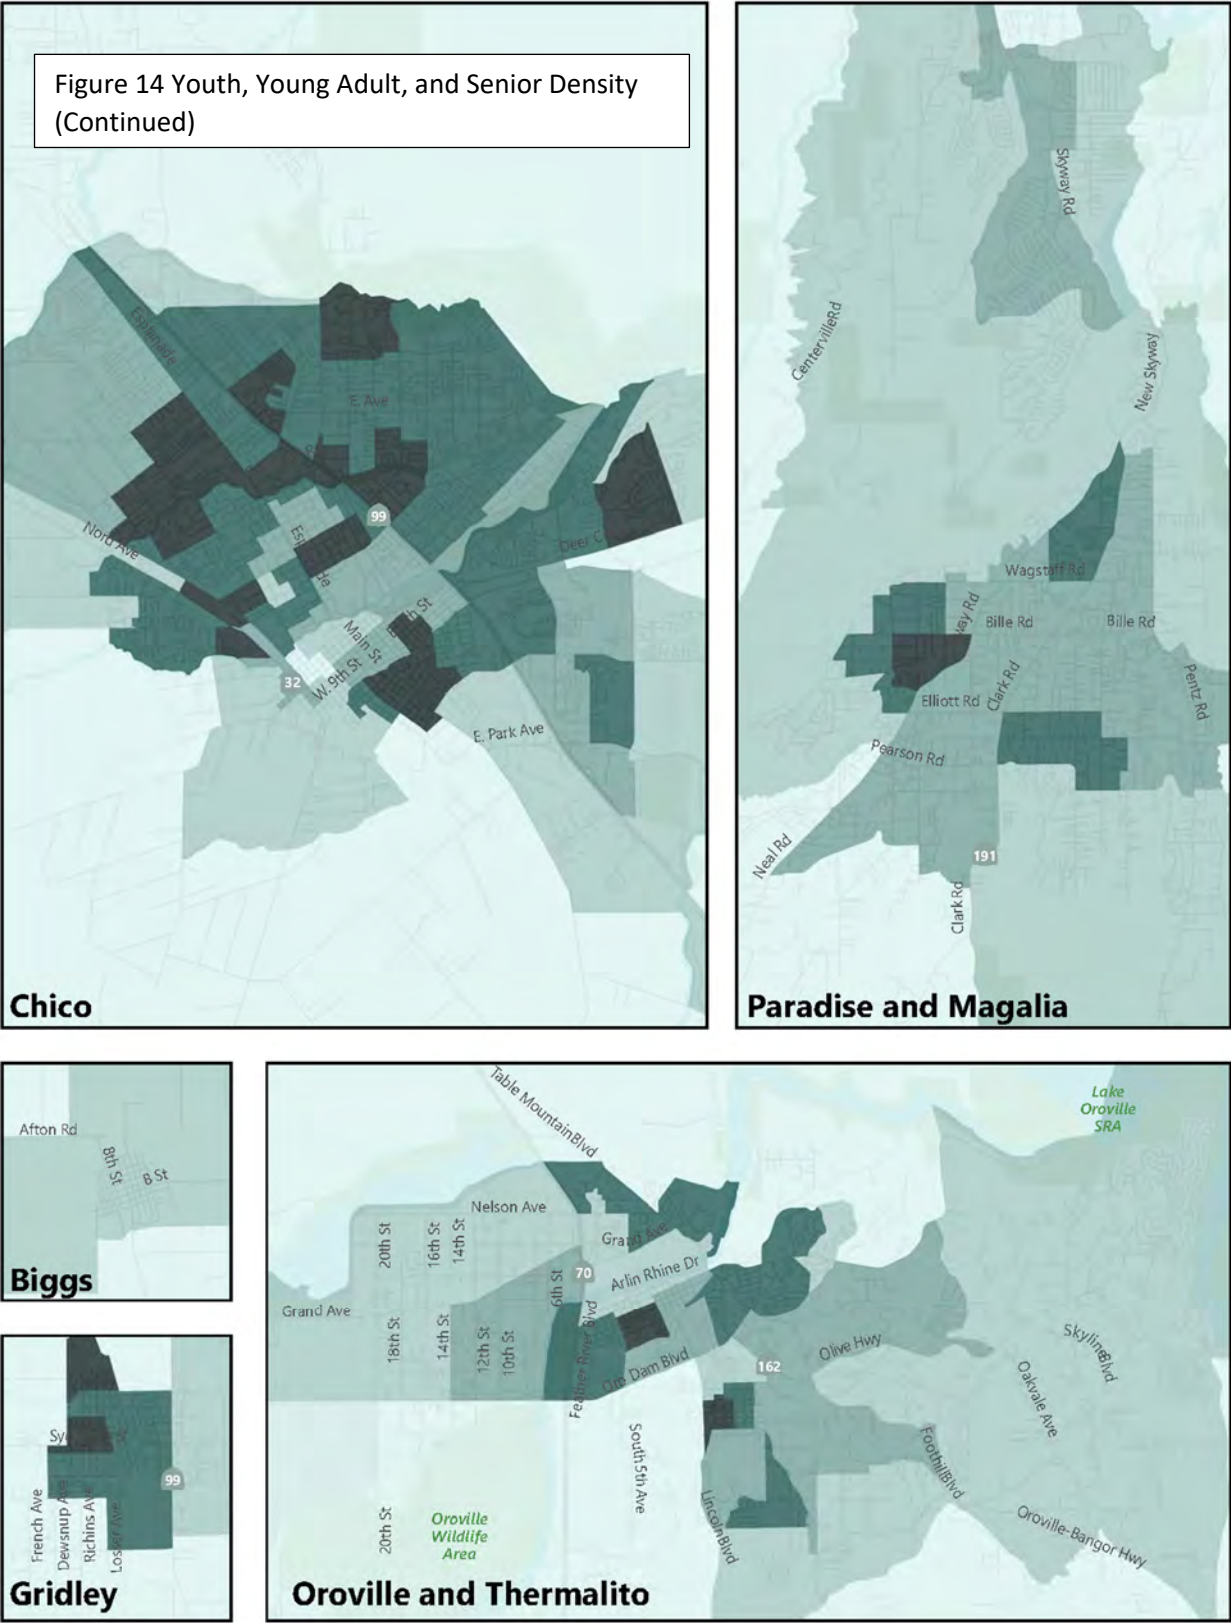 Figure 14 Youth, Young Adult, and Senior Density
(Continued)
Esplanade
E. Ave
99
Nord Ave
Deer C
Main St
W. 9th St
32
E. Park Ave
Chico
Skyway Rd
Centerville Rd
New Skyway
Wagstaff Rd
way Rd
Bille Rd
Bille Rd
Clark Rd
Elliott Rd
Pentz Rd
Pearson Rd
Neal Rd
191
Clark Rd
Paradise and Magalia
Afton Rd
8th St
B St
Biggs
99
French Ave
Dewsnup Ave
Richins Ave
Gridley
Table Mountain Blvd
Lake
Oroville
SRA
Nelson Ave
20th St
16th St
14th St
Grand Ave
70
Arlin Rhine Dr
6th St
Grand Ave
18th St
14th St
12th St
10th St
Feather River Blvd
Oro Dam Blvd
162
Olive Hwy
Skyline Blvd
Oakvale Ave
South 5th Ave
Foothill Blvd
Lincoln Blvd
20th St
Oroville
Wildlife
Area
Oroville-Bangor Hwy
Oroville and Thermalito